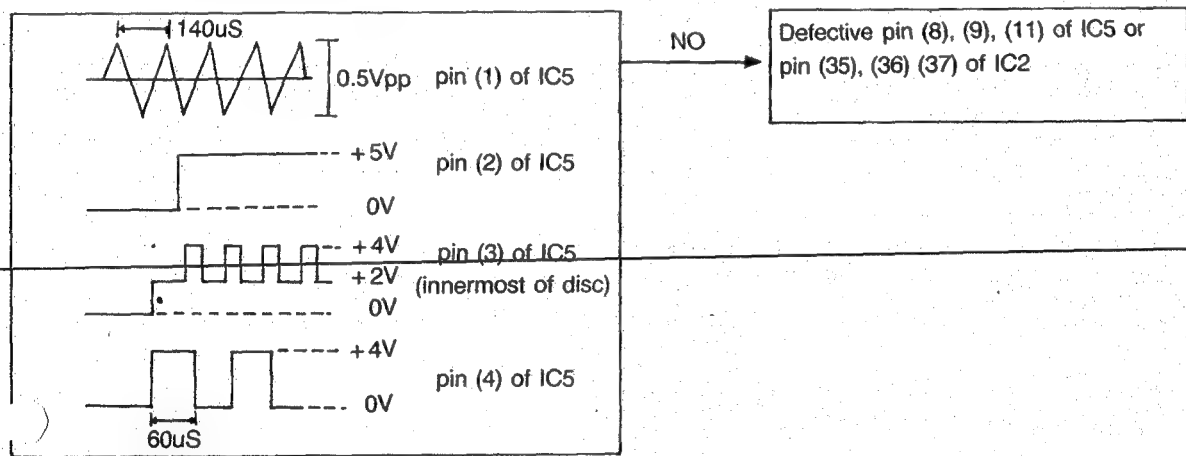 140uS
0.5Vpp pin (1) of IC5
+5V
pin (2) of IC5
0V
+4V
pin (3) of IC5
+2V
(innermost of disc)
0V
+4V
pin (4) of IC5
0V
60uS
NO
Defective pin (8), (9), (11) of IC5 or
pin (35), (36) (37) of IC2